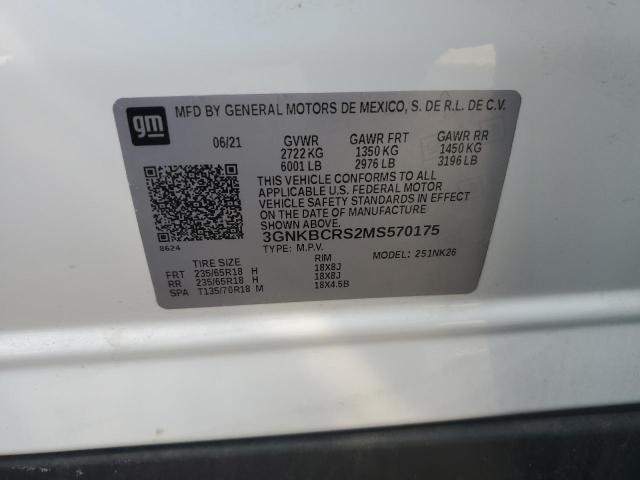 gm
MFD BY GENERAL MOTORS DE MEXICO, S. DE R.L. DE C.V.
06/21 GVWR GAWR FRT GAWR RR
2722 KG 1350 KG 1450 KG
6001 LB 2976 LB 3196 LB
THIS VEHICLE CONFORMS TO ALL
APPLICABLE U.S. FEDERAL MOTOR
VEHICLE SAFETY STANDARDS IN EFFECT
ON THE DATE OF MANUFACTURE
SHOWN ABOVE.
3GNKBCRS2MS570175
8624
TYPE: M.P.V. MODEL: 251NK26
TIRE SIZE RIM
FRT 235/65R18 H 18X8J
RR 235/65R18 H 18X8J
SPA T135/70R18 M 18X4.5B